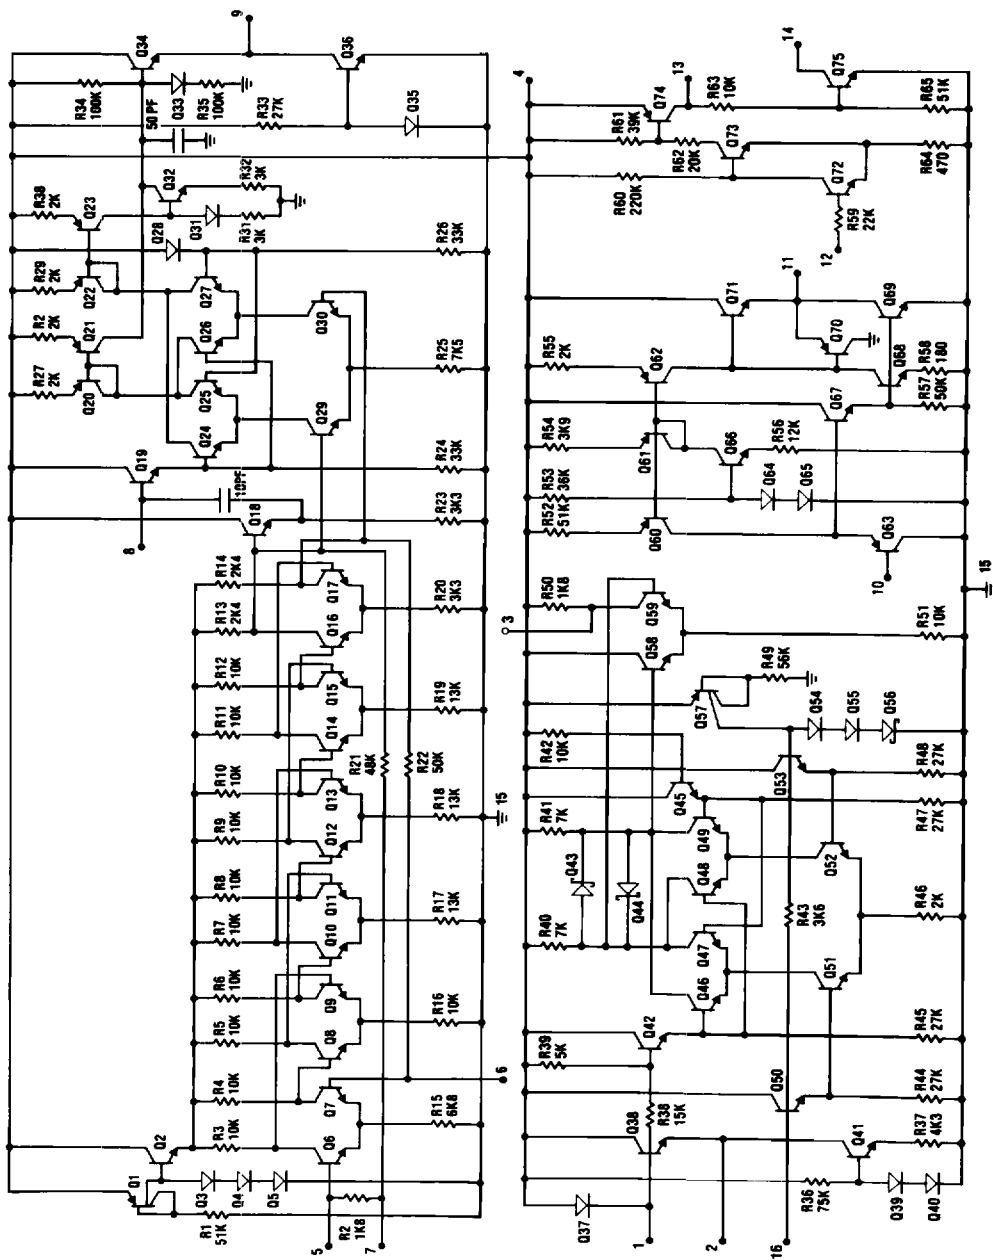 5
7
R1
51K
R2
1K8
Q1
Q2
Q3
Q4
Q5
R3
10K
Q6
Q7
R4
10K
R15
6K8
6
R5
10K
R6
10K
Q8
Q9
R16
10K
R7
10K
R8
10K
Q10
Q11
R17
13K
R9
10K
R10
10K
Q12
Q13
R18
13K
15
R21
48K
R22
50K
R11
10K
R12
10K
Q14
Q15
R19
13K
R13
2K4
R14
2K4
Q16
Q17
R20
3K3
8
Q18
10PF
R23
3K3
Q19
R24
33K
R27
2K
R2
2K
R29
2K
R38
2K
Q20
Q21
Q22
Q23
Q24
Q25
Q26
Q27
Q28
Q29
Q30
R25
7K5
R26
33K
Q31
Q32
R31
3K
R32
3K
50 PF
R34
100K
Q33
R35
100K
R33
27K
Q34
Q35
Q36
9
1
2
16
Q37
Q38
R36
75K
Q39
Q40
Q41
R37
4K3
R38
15K
R39
5K
Q42
Q50
R44
27K
R45
27K
R40
7K
R41
7K
Q43
Q44
R42
10K
Q45
Q46
Q47
Q48
Q49
R43
3K6
Q51
Q52
R46
2K
R47
27K
Q53
R48
27K
Q54
Q55
Q56
Q57
R49
56K
3
R50
1K8
Q58
Q59
R51
10K
15
10
R52
51K
R53
36K
R54
3K9
R55
2K
Q60
Q61
Q62
Q63
Q64
Q65
Q66
R56
12K
Q67
Q68
R57
50K
R58
180
Q69
Q70
Q71
11
12
R59
22K
R60
220K
R61
39K
R62
20K
Q72
Q73
Q74
4
13
R63
10K
R64
470
R65
51K
Q75
14